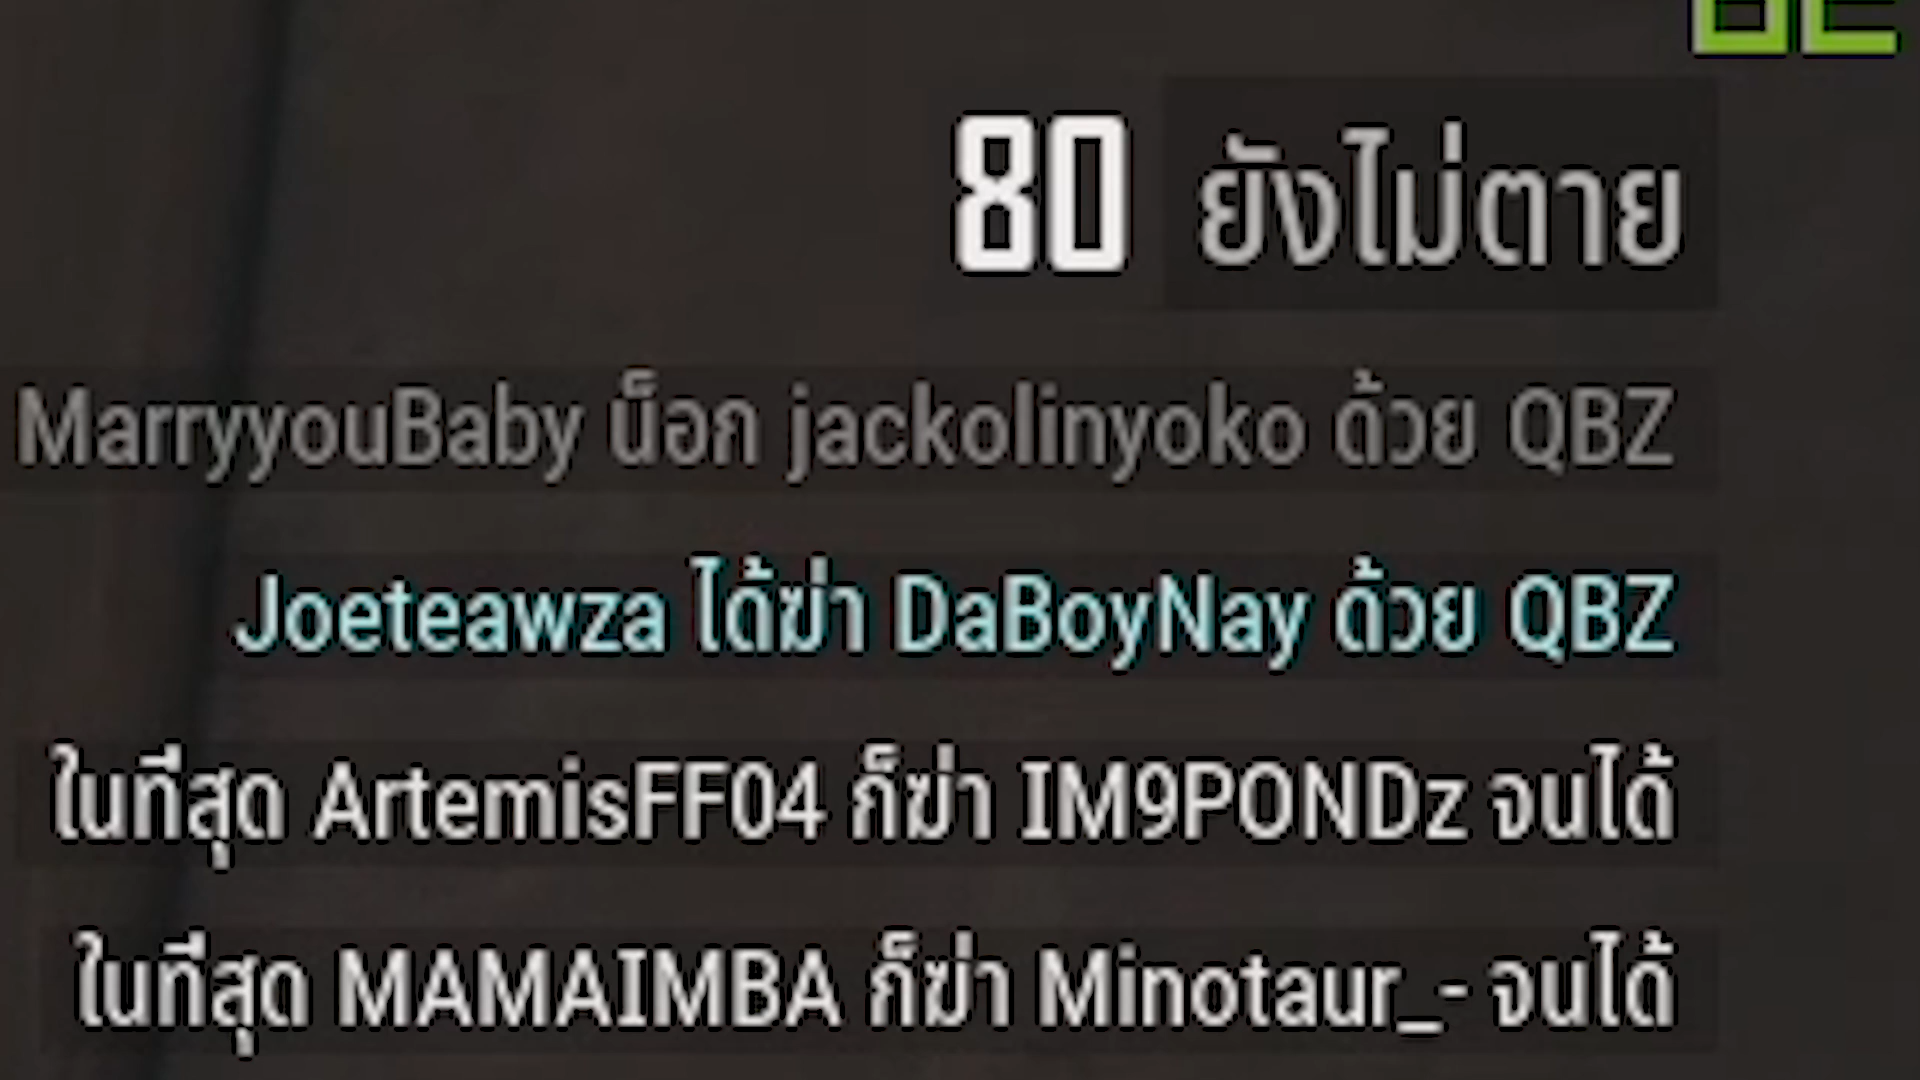 80 ยังไม่ตาย
MarryyouBaby น็อก jackolinyoko ด้วย QBZ
Joeteawza ได้ฆ่า DaBoyNay ด้วย QBZ
ในที่สุด ArtemisFF04 ก็ฆ่า IM9PONDz จนได้
ในที่สุด MAMAIMBA ก็ฆ่า Minotaur_- จนได้